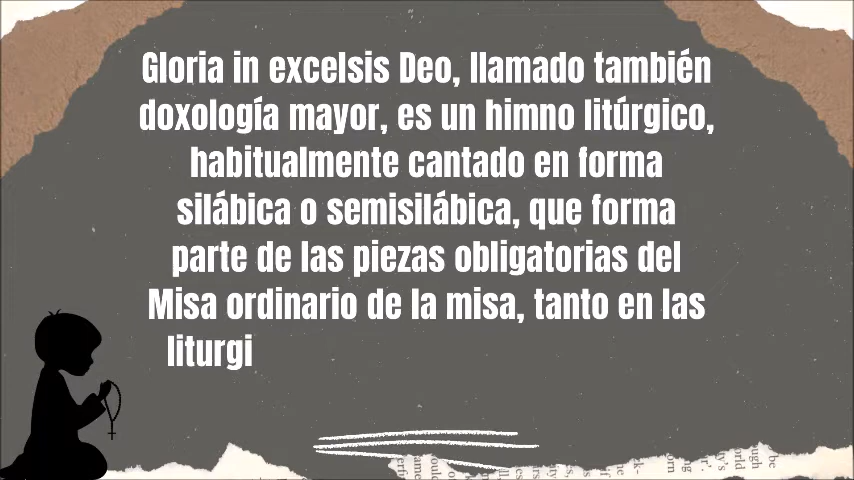 Gloria in excelsis Deo, llamado también
doxología mayor, es un himno litúrgico,
habitualmente cantado en forma
silábica o semisilábica, que forma
parte de las piezas obligatorias del
Misa ordinario de la misa, tanto en las
liturgi